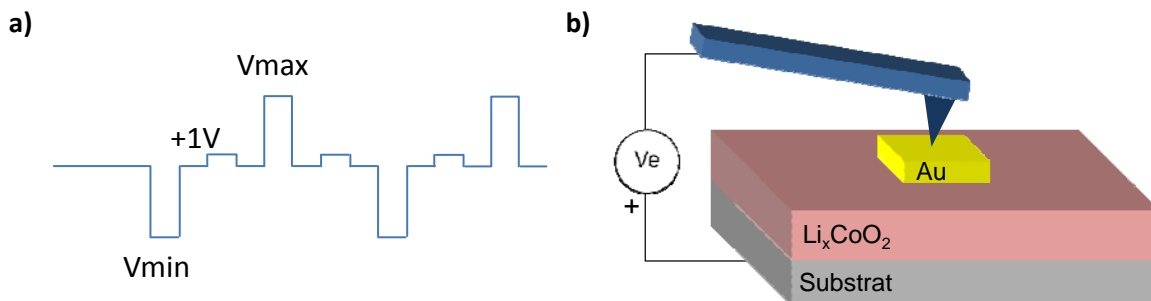 a)
Vmax
+1V
Vmin
b)
Ve
+
Au
LiₓCoO₂
Substrat